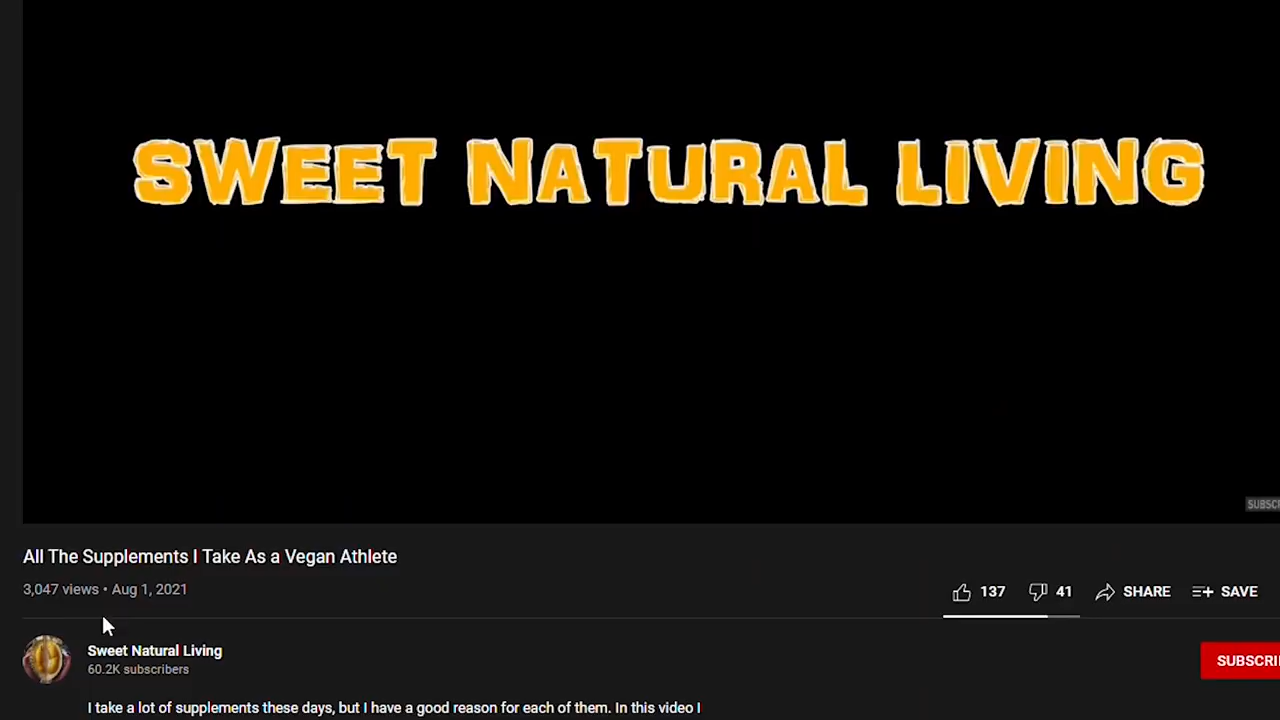 SWEET NATURAL LIVING
All The Supplements I Take As a Vegan Athlete
3,047 views • Aug 1, 2021
137 41 SHARE SAVE
Sweet Natural Living
60.2K subscribers
I take a lot of supplements these days, but I have a good reason for each of them. In this video I